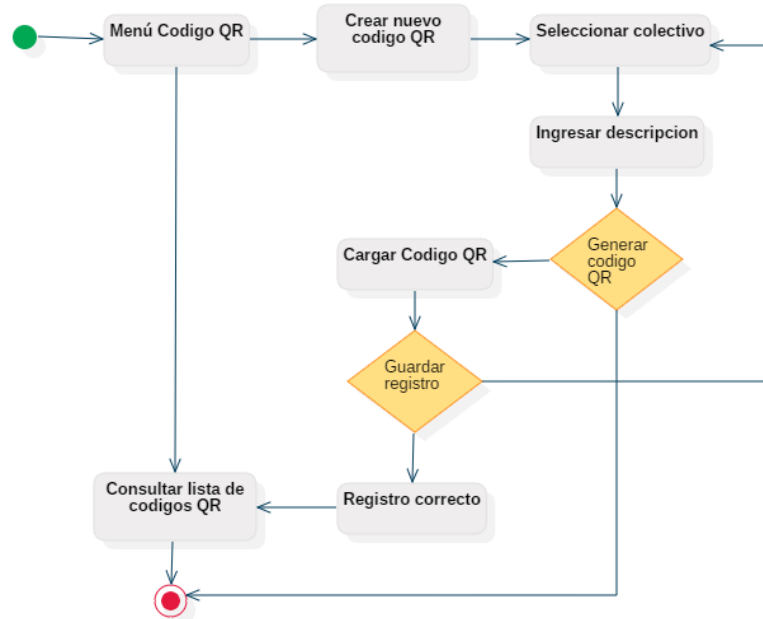 Menú Codigo QR
Crear nuevo
codigo QR
Seleccionar colectivo
Ingresar descripcion
Generar
codigo
QR
Cargar Codigo QR
Guardar
registro
Consultar lista de
codigos QR
Registro correcto